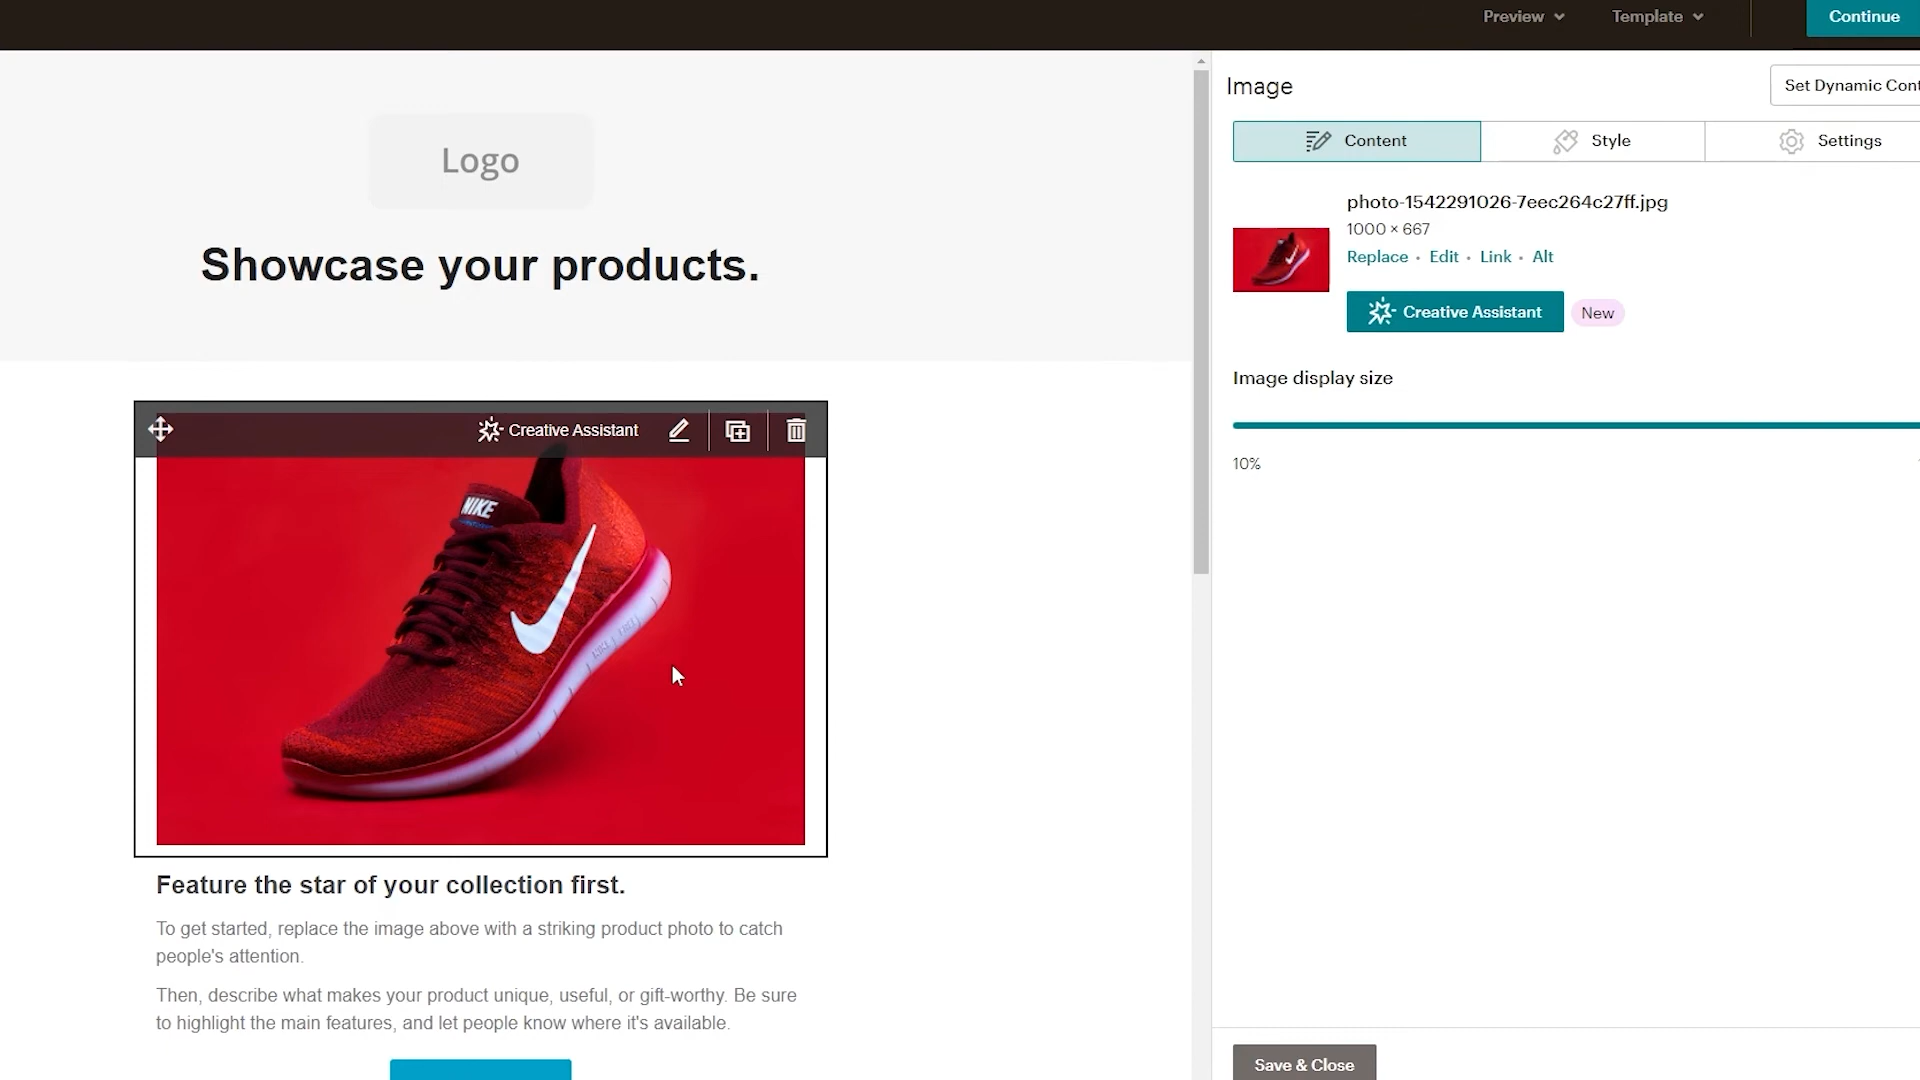 Preview
Template
Continue
Image
Set Dynamic Cont
Content
Style
Settings
photo-1542291026-7eec264c27ff.jpg
1000 × 667
Replace · Edit · Link · Alt
Creative Assistant
New
Image display size
10%
Logo
Showcase your products.
Creative Assistant
NIKE
Feature the star of your collection first.
To get started, replace the image above with a striking product photo to catch
people's attention.
Then, describe what makes your product unique, useful, or gift-worthy. Be sure
to highlight the main features, and let people know where it's available.
Save & Close